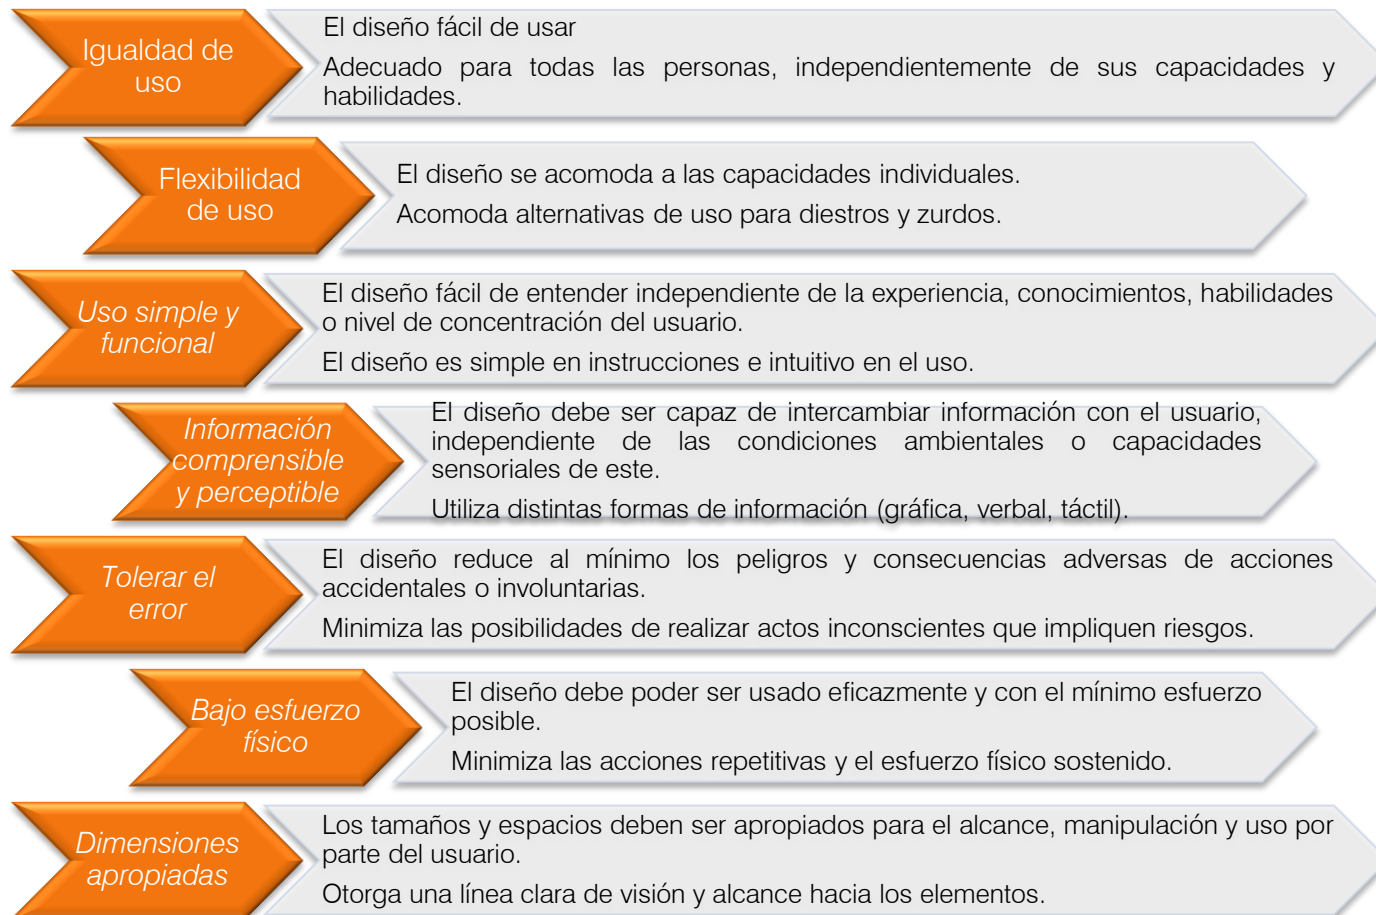 Igualdad de
uso
El diseño fácil de usar
Adecuado para todas las personas, independientemente de sus capacidades y
habilidades.
Flexibilidad
de uso
El diseño se acomoda a las capacidades individuales.
Acomoda alternativas de uso para diestros y zurdos.
Uso simple y
funcional
El diseño fácil de entender independiente de la experiencia, conocimientos, habilidades
o nivel de concentración del usuario.
El diseño es simple en instrucciones e intuitivo en el uso.
Información
comprensible
y perceptible
El diseño debe ser capaz de intercambiar información con el usuario,
independiente de las condiciones ambientales o capacidades
sensoriales de este.
Utiliza distintas formas de información (gráfica, verbal, táctil).
Tolerar el
error
El diseño reduce al mínimo los peligros y consecuencias adversas de acciones
accidentales o involuntarias.
Minimiza las posibilidades de realizar actos inconscientes que impliquen riesgos.
Bajo esfuerzo
físico
El diseño debe poder ser usado eficazmente y con el mínimo esfuerzo
posible.
Minimiza las acciones repetitivas y el esfuerzo físico sostenido.
Dimensiones
apropiadas
Los tamaños y espacios deben ser apropiados para el alcance, manipulación y uso por
parte del usuario.
Otorga una línea clara de visión y alcance hacia los elementos.